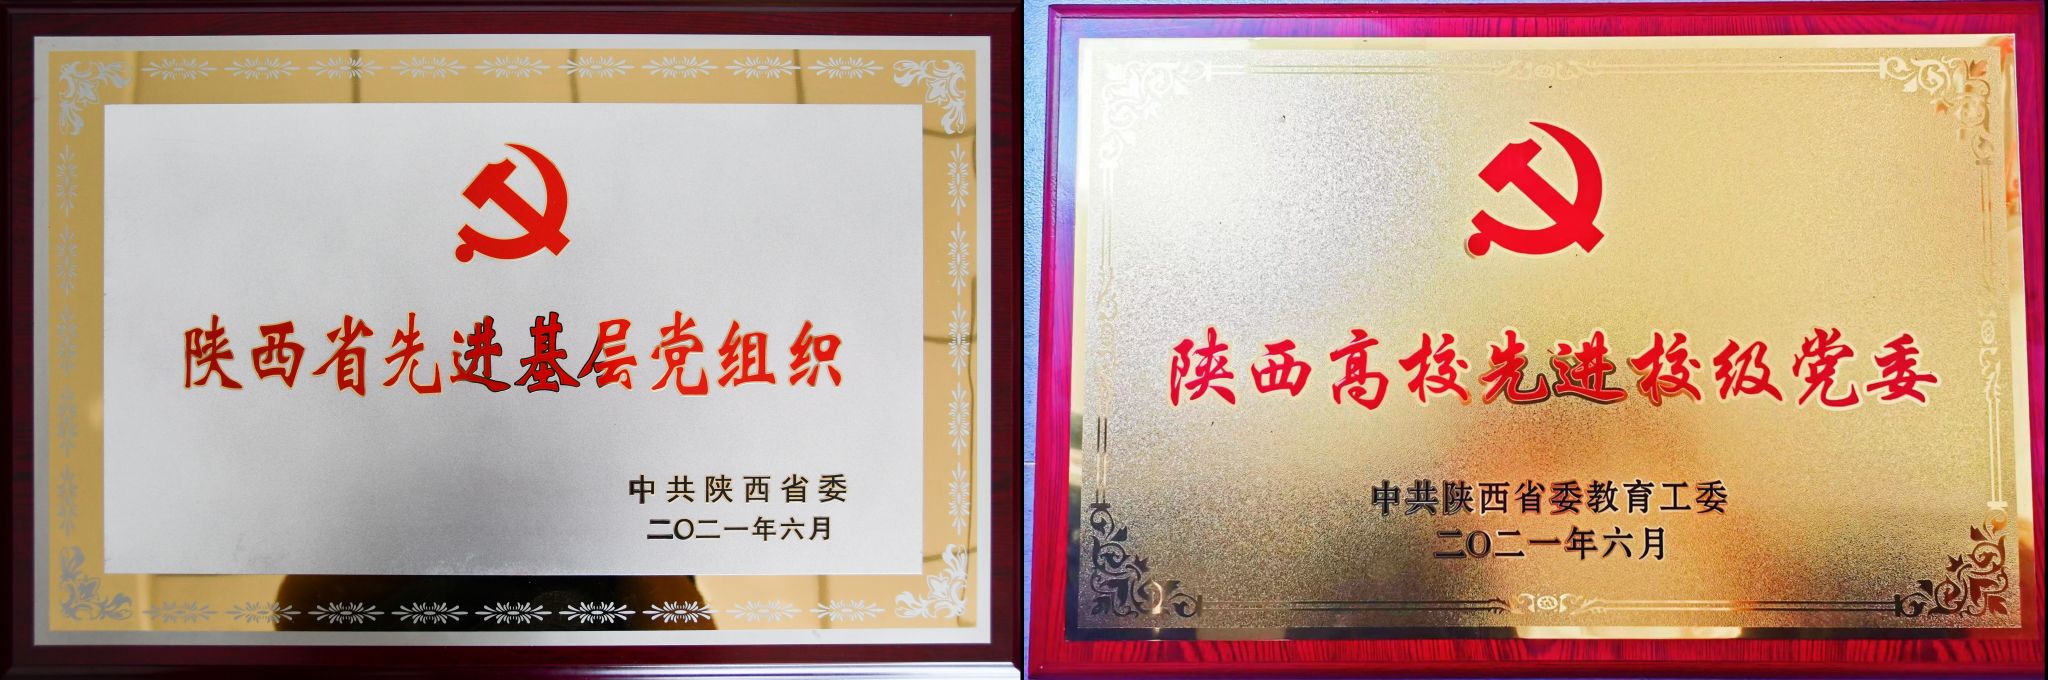 陕西省先进基层党组织
中共陕西省委
二〇二一年六月
陕西高校先进校级党委
中共陕西省委教育工委
二〇二一年六月